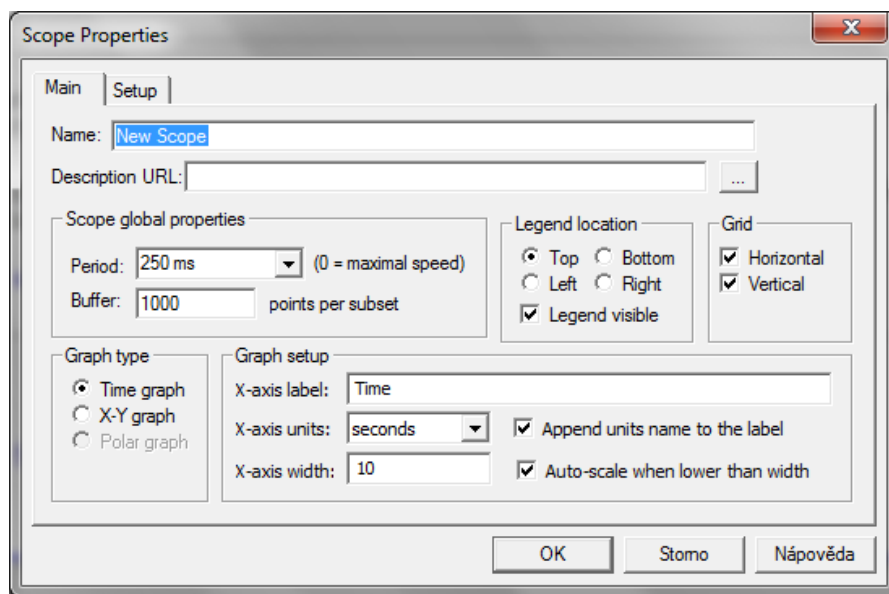 Scope Properties
Main Setup
Name: New Scope
Description URL: ...
Scope global properties
Period: 250 ms (0 = maximal speed)
Buffer: 1000 points per subset
Legend location
Top Bottom
Left Right
Legend visible
Grid
Horizontal
Vertical
Graph type
Time graph
X-Y graph
Polar graph
Graph setup
X-axis label: Time
X-axis units: seconds Append units name to the label
X-axis width: 10 Auto-scale when lower than width
OK Storno Nápověda